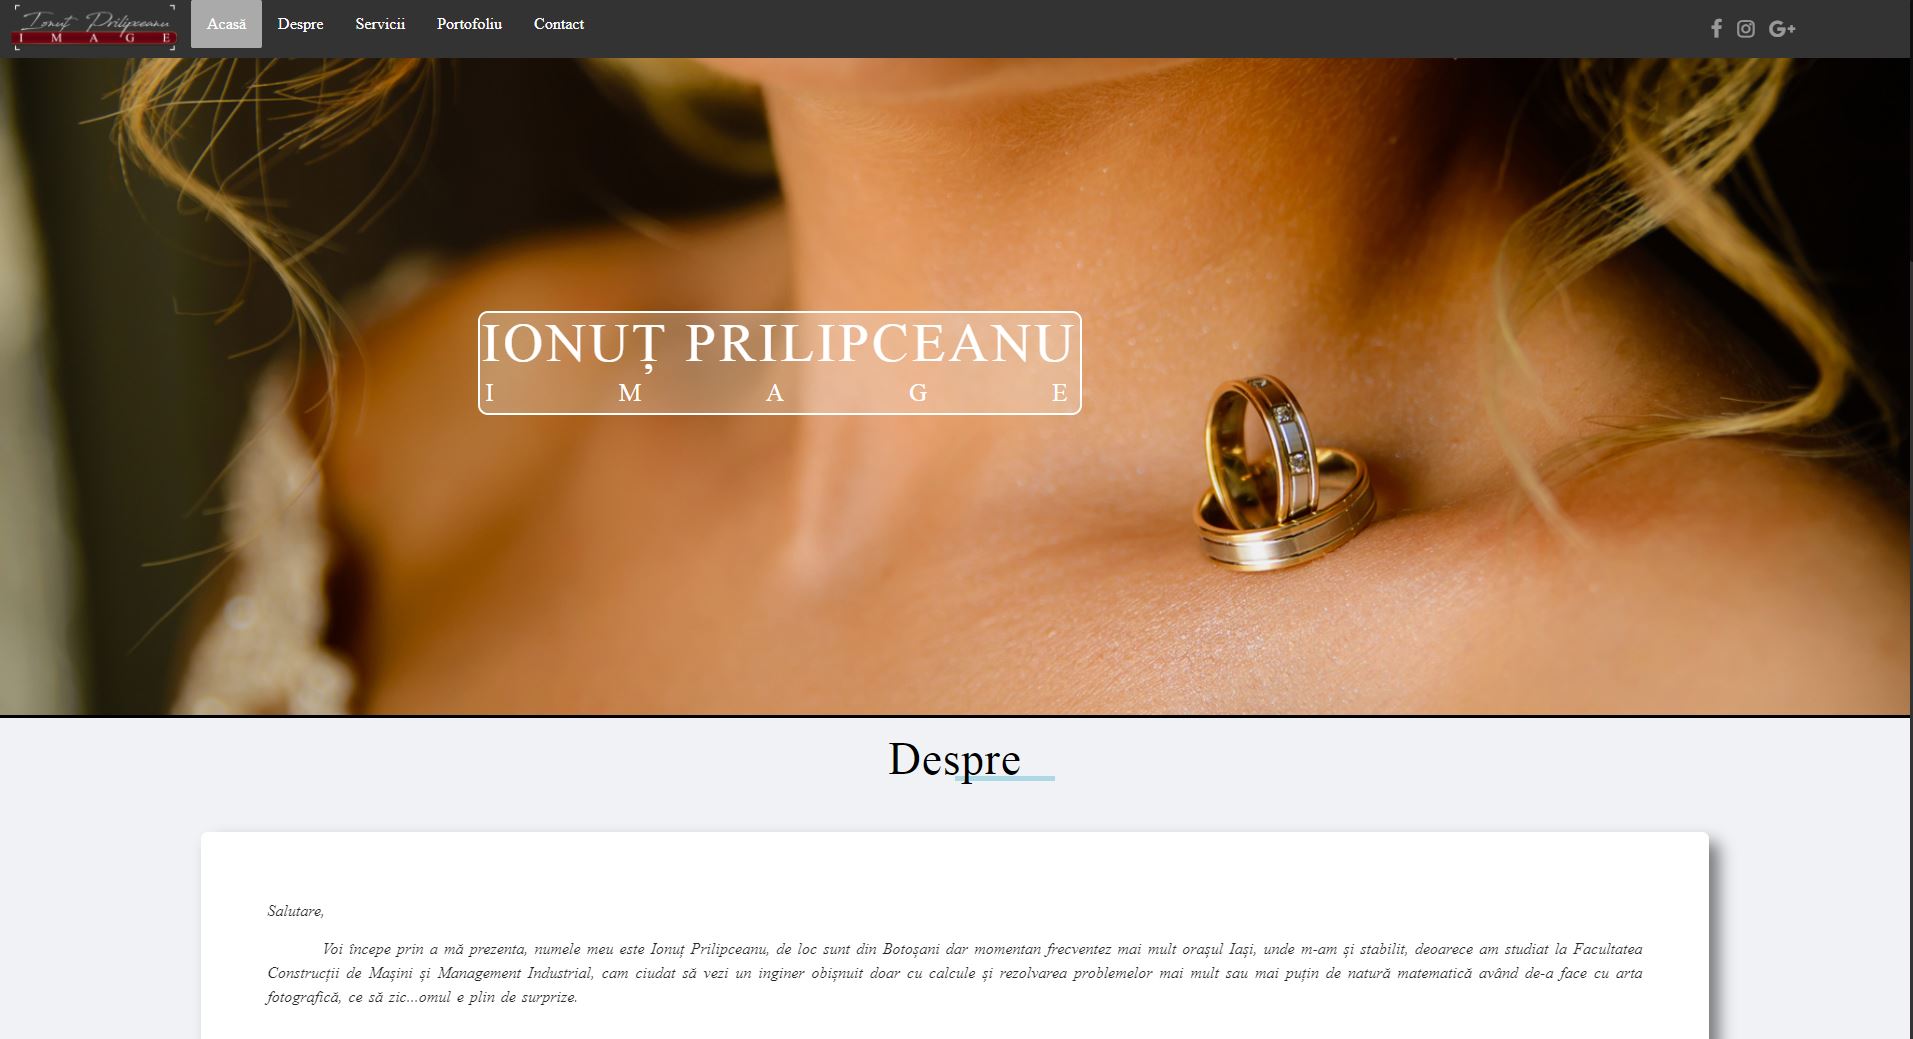 Ionuț Prilipceanu
I M A G E
Acasă Despre Servicii Portofoliu Contact
IONUȚ PRILIPCEANU
I M A G E
Despre
Salutare,
Voi începe prin a mă prezenta, numele meu este Ionuț Prilipceanu, de loc sunt din Botoșani dar momentan frecventez mai mult orașul Iași, unde m-am și stabilit, deoarece am studiat la Facultatea
Construcții de Mașini și Management Industrial, cam ciudat să vezi un inginer obișnuit doar cu calcule și rezolvarea problemelor mai mult sau mai puțin de natură matematică având de-a face cu arta
fotografică, ce să zic...omul e plin de surprize.